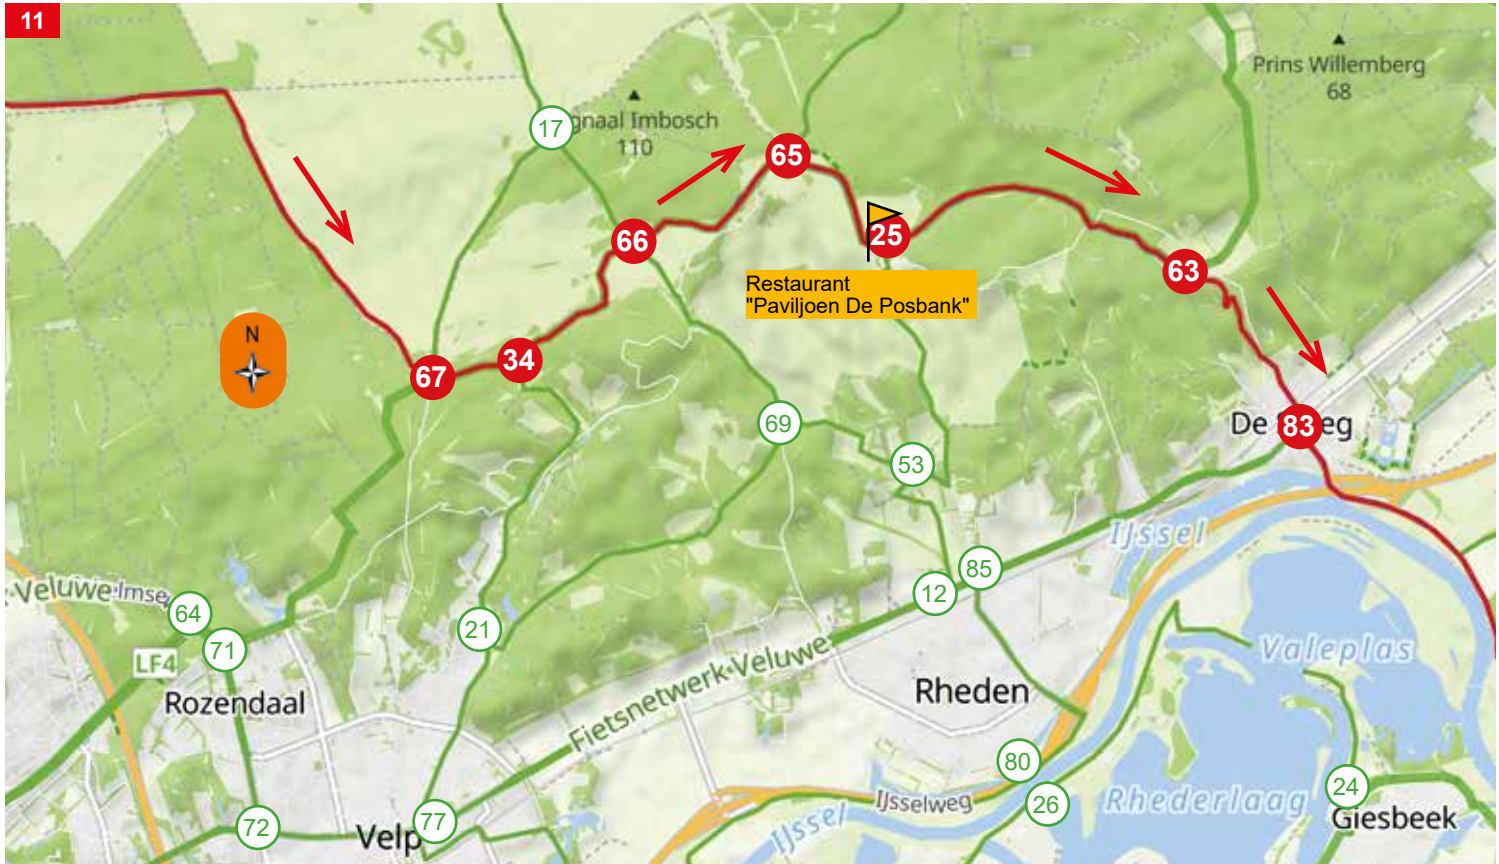 11
Prins Willemberg
68
17
gnaal Imbosch
110
65
66
25
63
Restaurant
"Paviljoen De Posbank"
N
67
34
69
De S eg
83
53
IJssel
85
12
Veluwe
Imse
64
21
71
LF4
Valeplas
Rozendaal
Rheden
Fietsnetwerk Veluwe
80
24
26
Rhederlaag
IJsselweg
Giesbeek
IJssel
72
Velp
77